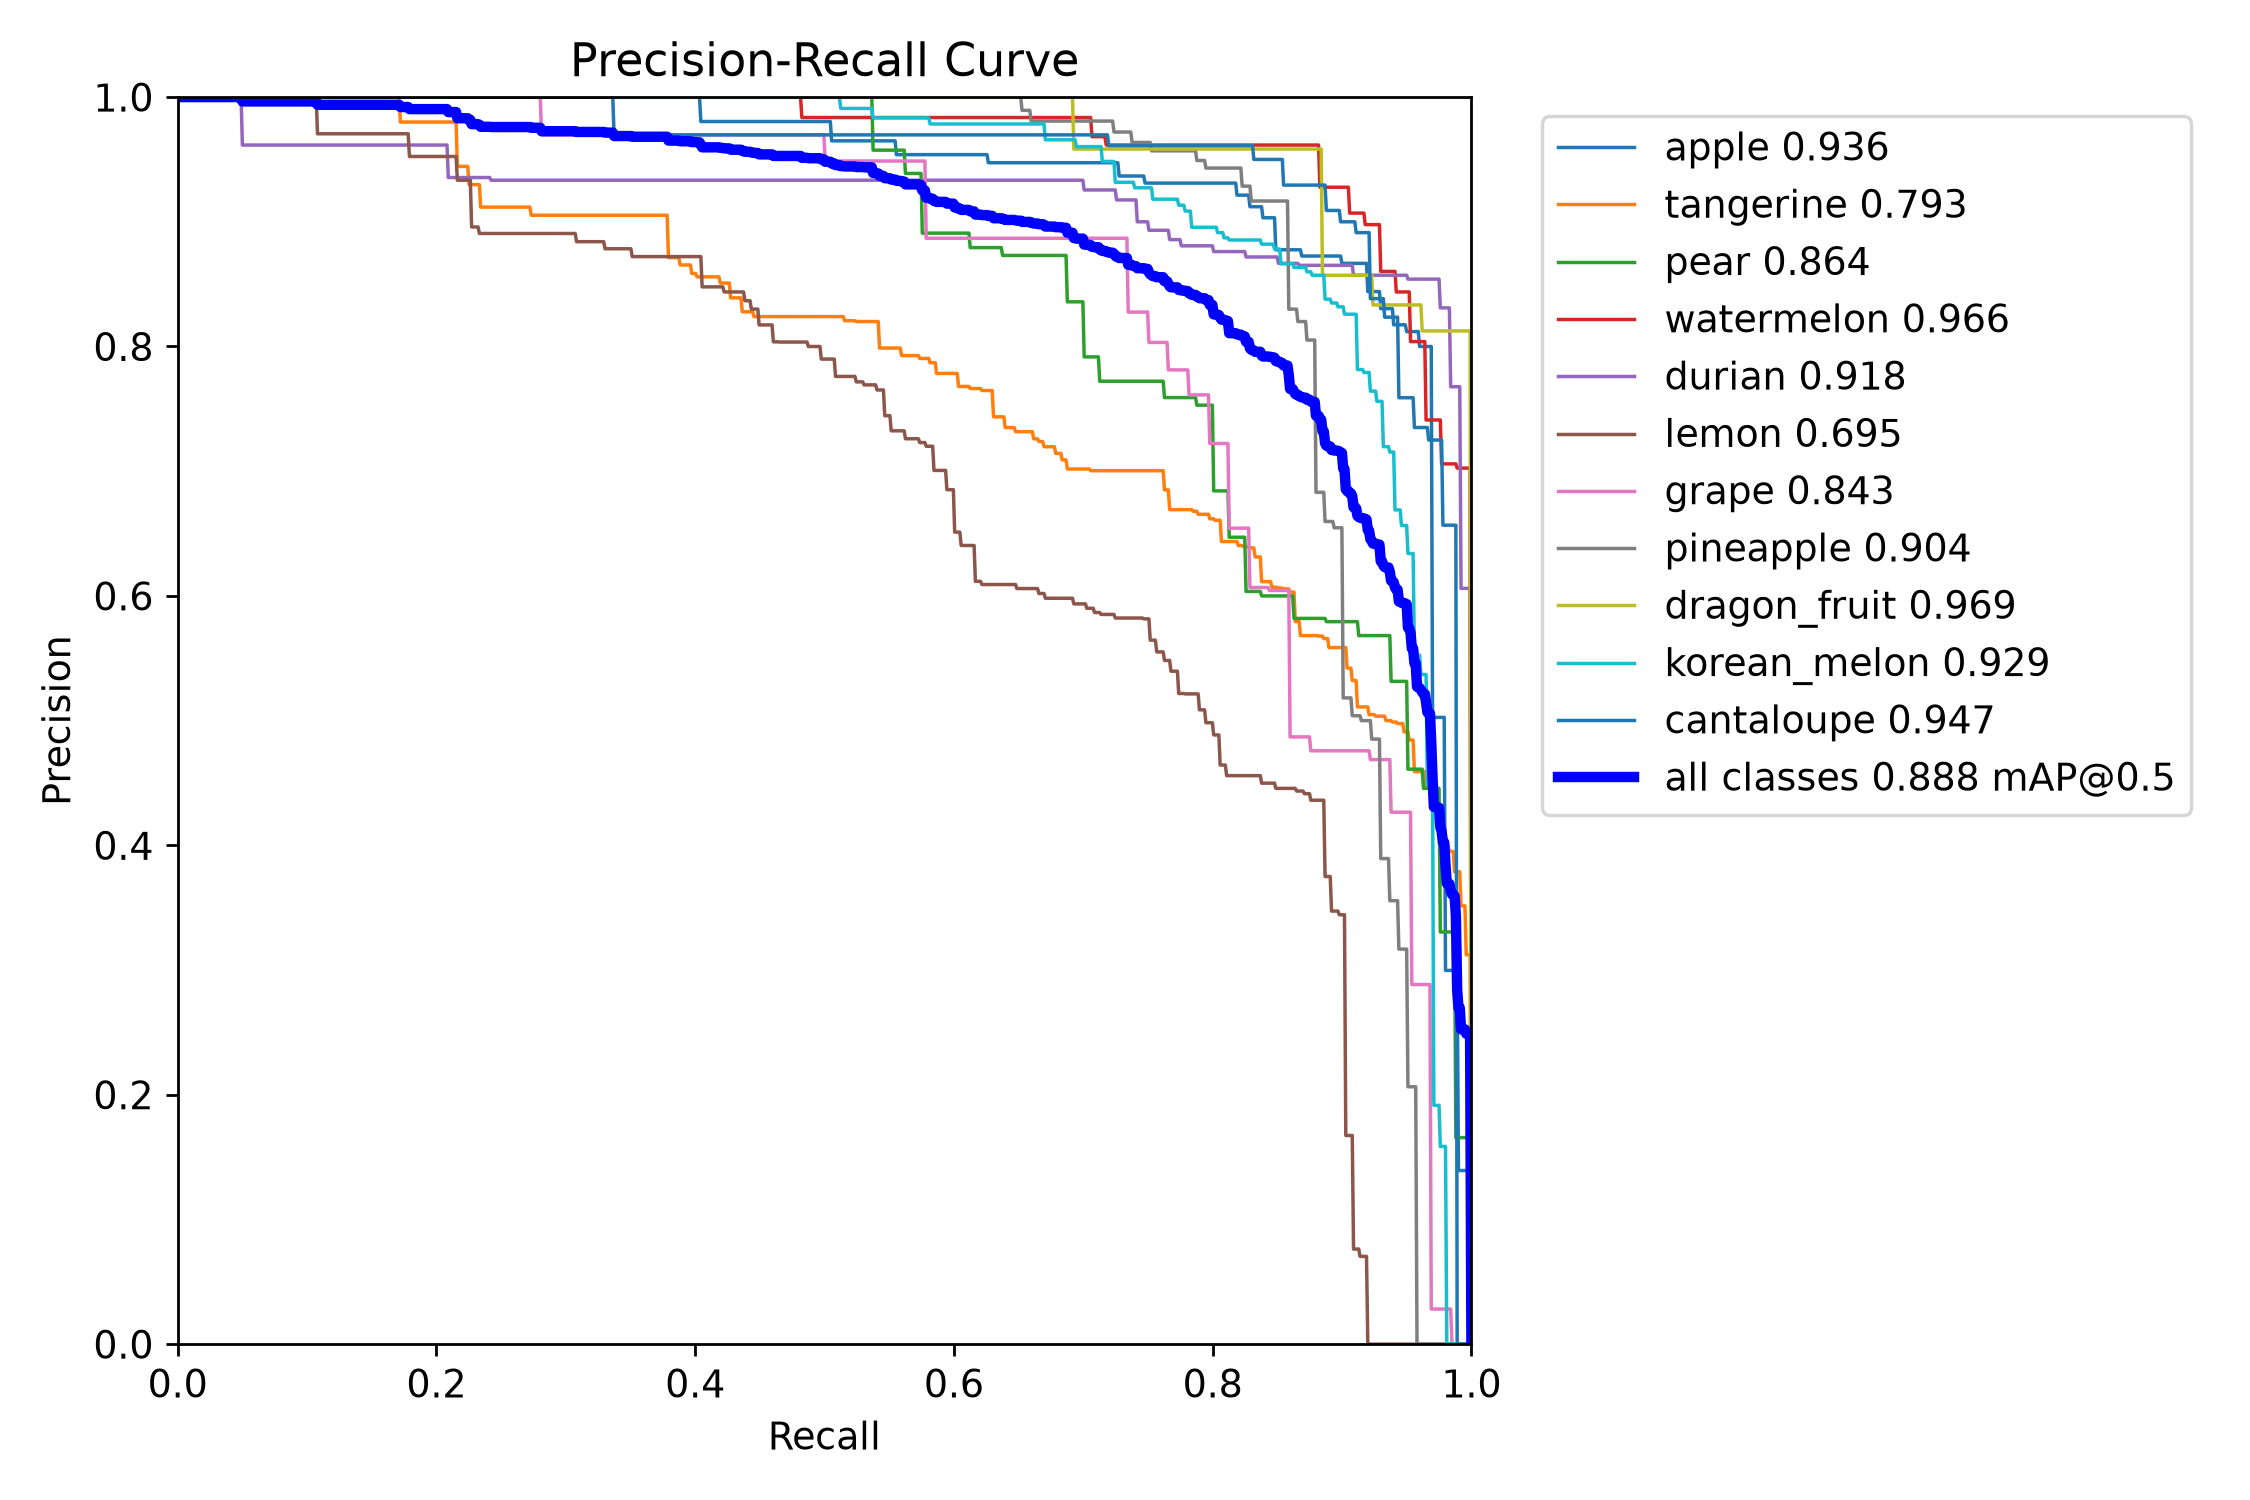 Precision-Recall Curve
1.0
0.8
0.6
0.4
0.2
0.0
Precision
0.0 0.2 0.4 0.6 0.8 1.0
Recall
apple 0.936
tangerine 0.793
pear 0.864
watermelon 0.966
durian 0.918
lemon 0.695
grape 0.843
pineapple 0.904
dragon_fruit 0.969
korean_melon 0.929
cantaloupe 0.947
all classes 0.888 mAP@0.5